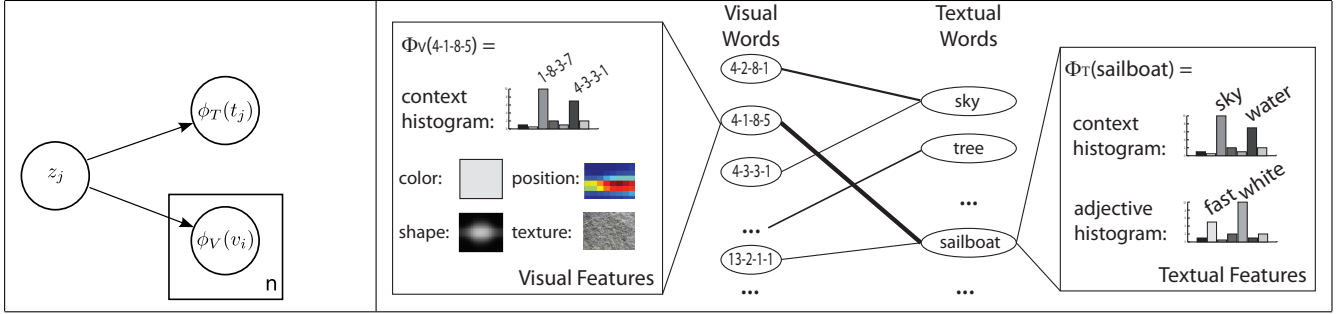 z_j
ϕ_T(t_j)
ϕ_V(v_i)
n
Φ_V(4-1-8-5) =
context
histogram:
1-8-3-7
4-3-3-1
color:
position:
shape:
texture:
Visual Features
Visual
Words
4-2-8-1
4-1-8-5
4-3-3-1
...
13-2-1-1
...
Textual
Words
sky
tree
...
sailboat
...
Φ_T(sailboat) =
context
histogram:
sky
water
adjective
histogram:
fast
white
Textual Features